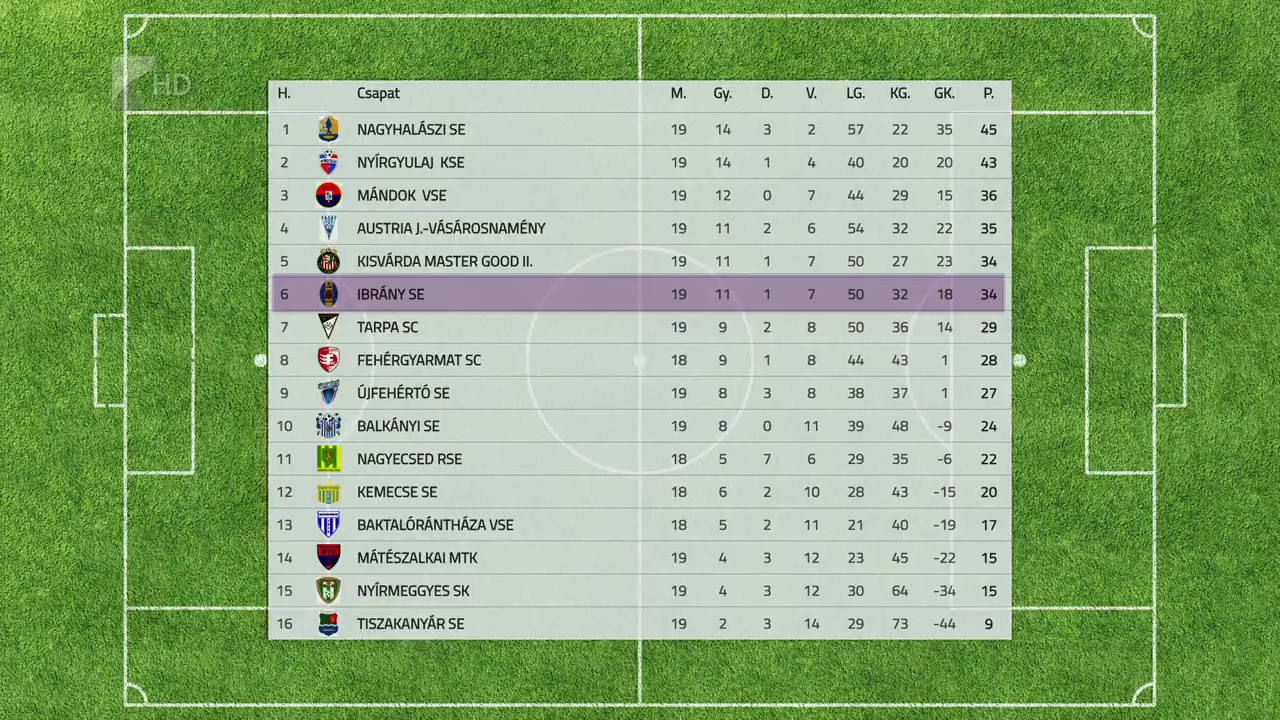 HD
H. Csapat M. Gy. D. V. LG. KG. GK. P.
1 NAGYHALÁSZI SE 19 14 3 2 57 22 35 45
2 NYÍRGYULAJ KSE 19 14 1 4 40 20 20 43
3 MÁNDOK VSE 19 12 0 7 44 29 15 36
4 AUSTRIA J.-VÁSÁROSNAMÉNY 19 11 2 6 54 32 22 35
5 KISVÁRDA MASTER GOOD II. 19 11 1 7 50 27 23 34
6 IBRÁNY SE 19 11 1 7 50 32 18 34
7 TARPA SC 19 9 2 8 50 36 14 29
8 FEHÉRGYARMAT SC 18 9 1 8 44 43 1 28
9 ÚJFEHÉRTÓ SE 19 8 3 8 38 37 1 27
10 BALKÁNYI SE 19 8 0 11 39 48 -9 24
11 NAGYECSED RSE 18 5 7 6 29 35 -6 22
12 KEMECSE SE 18 6 2 10 28 43 -15 20
13 BAKTALÓRÁNTHÁZA VSE 18 5 2 11 21 40 -19 17
14 MÁTÉSZALKAI MTK 19 4 3 12 23 45 -22 15
15 NYÍRMEGGYES SK 19 4 3 12 30 64 -34 15
16 TISZAKANYÁR SE 19 2 3 14 29 73 -44 9